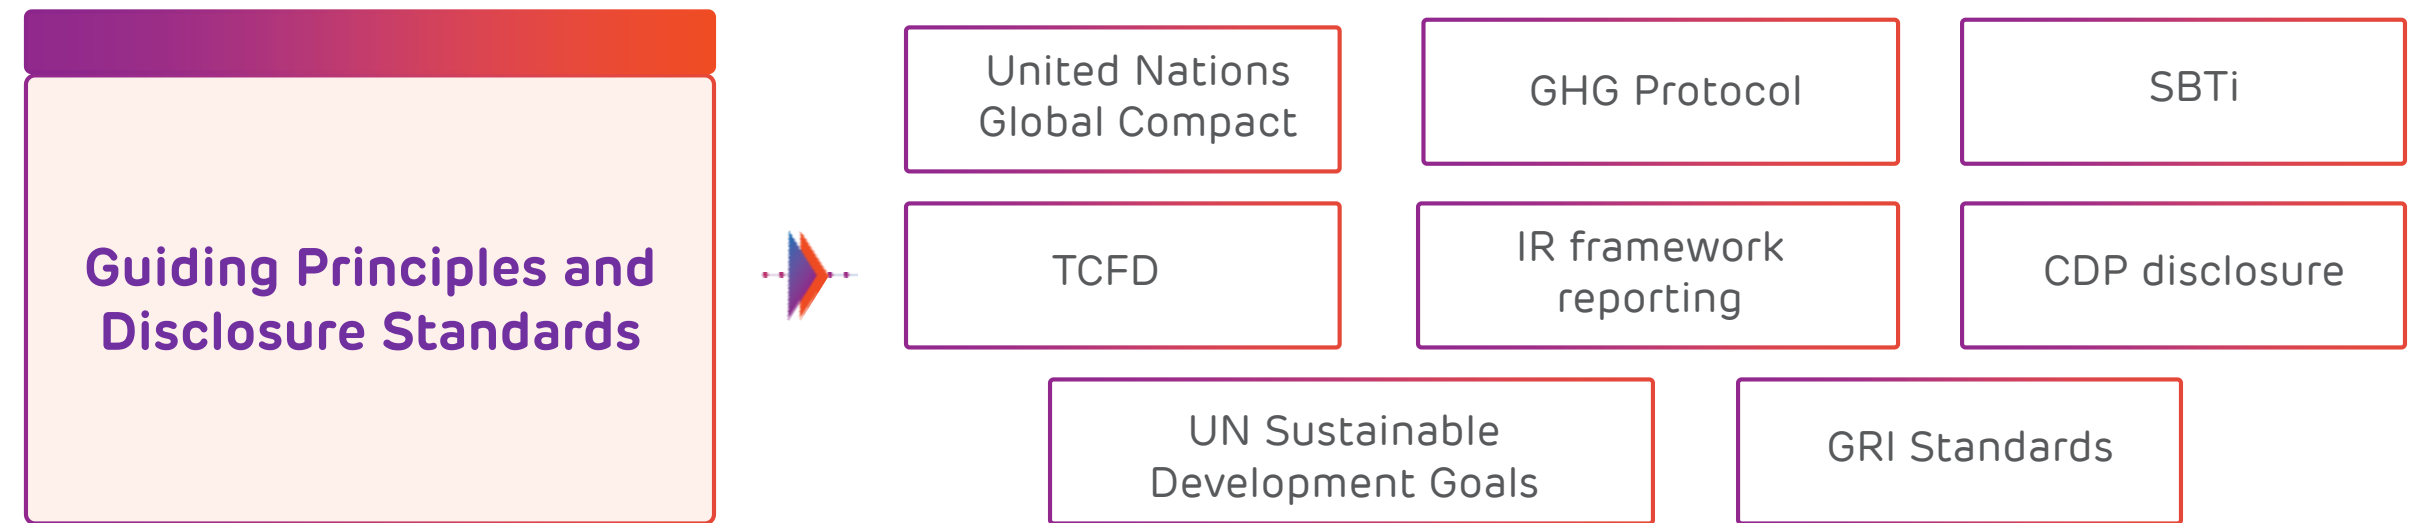 Guiding Principles and
Disclosure Standards
United Nations
Global Compact
GHG Protocol
SBTi
TCFD
IR framework
reporting
CDP disclosure
UN Sustainable
Development Goals
GRI Standards